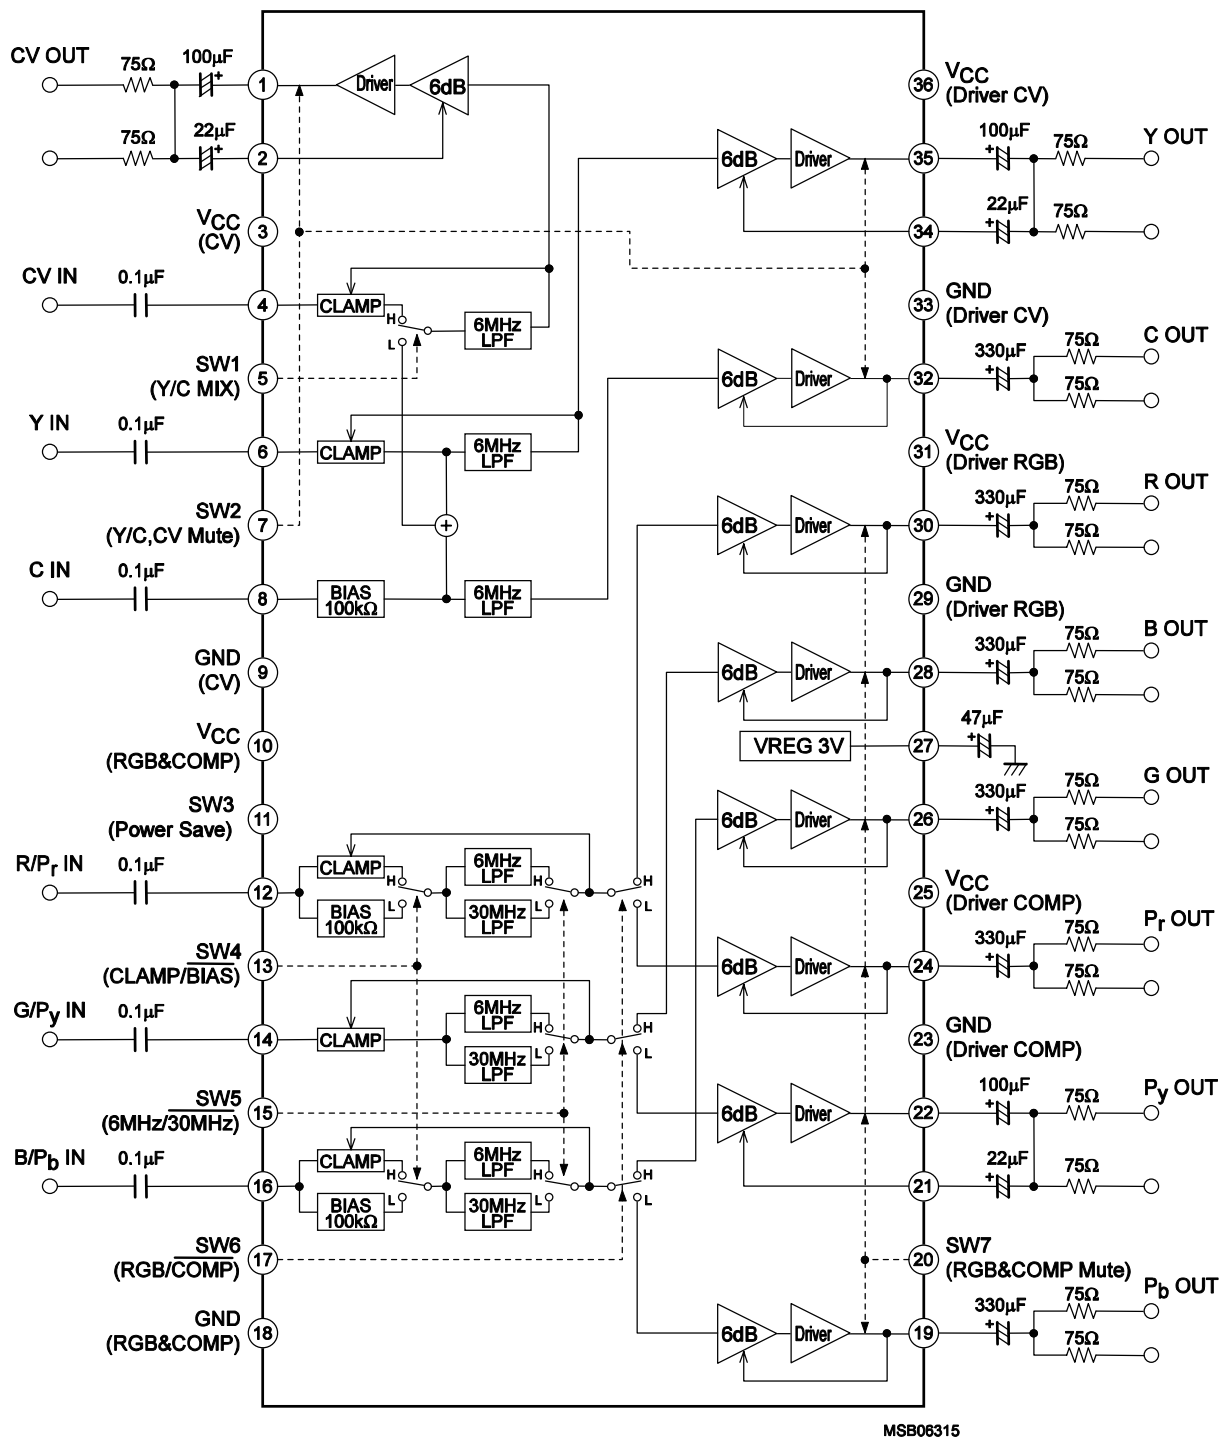 CV OUT
75Ω
100μF
+
1
75Ω
22μF
+
2
VCC
(CV)
3
CV IN
0.1μF
4
SW1
(Y/C MIX)
5
Y IN
0.1μF
6
SW2
(Y/C,CV Mute)
7
C IN
0.1μF
8
GND
(CV)
9
VCC
(RGB&COMP)
10
SW3
(Power Save)
11
R/Pr IN
0.1μF
12
SW4
(CLAMP/BIAS)
13
G/Py IN
0.1μF
14
SW5
(6MHz/30MHz)
15
B/Pb IN
0.1μF
16
SW6
(RGB/COMP)
17
GND
(RGB&COMP)
18
Driver
6dB
CLAMP
H
L
6MHz
LPF
CLAMP
6MHz
LPF
+
BIAS
100kΩ
6MHz
LPF
CLAMP
BIAS
100kΩ
H
L
6MHz
LPF
30MHz
LPF
H
L
H
L
CLAMP
6MHz
LPF
30MHz
LPF
H
L
H
L
CLAMP
BIAS
100kΩ
H
L
6MHz
LPF
30MHz
LPF
H
L
H
L
6dB
Driver
6dB
Driver
6dB
Driver
6dB
Driver
VREG 3V
6dB
Driver
6dB
Driver
6dB
Driver
6dB
Driver
36
VCC
(Driver CV)
35
100μF
+
75Ω
Y OUT
34
22μF
+
75Ω
33
GND
(Driver CV)
32
330μF
+
75Ω
75Ω
C OUT
31
VCC
(Driver RGB)
30
330μF
+
75Ω
75Ω
R OUT
29
GND
(Driver RGB)
28
330μF
+
75Ω
75Ω
B OUT
27
47μF
+
26
330μF
+
75Ω
75Ω
G OUT
25
VCC
(Driver COMP)
24
330μF
+
75Ω
75Ω
Pr OUT
23
GND
(Driver COMP)
22
100μF
+
75Ω
Py OUT
21
22μF
+
75Ω
20
SW7
(RGB&COMP Mute)
19
330μF
+
75Ω
75Ω
Pb OUT
MSB06315